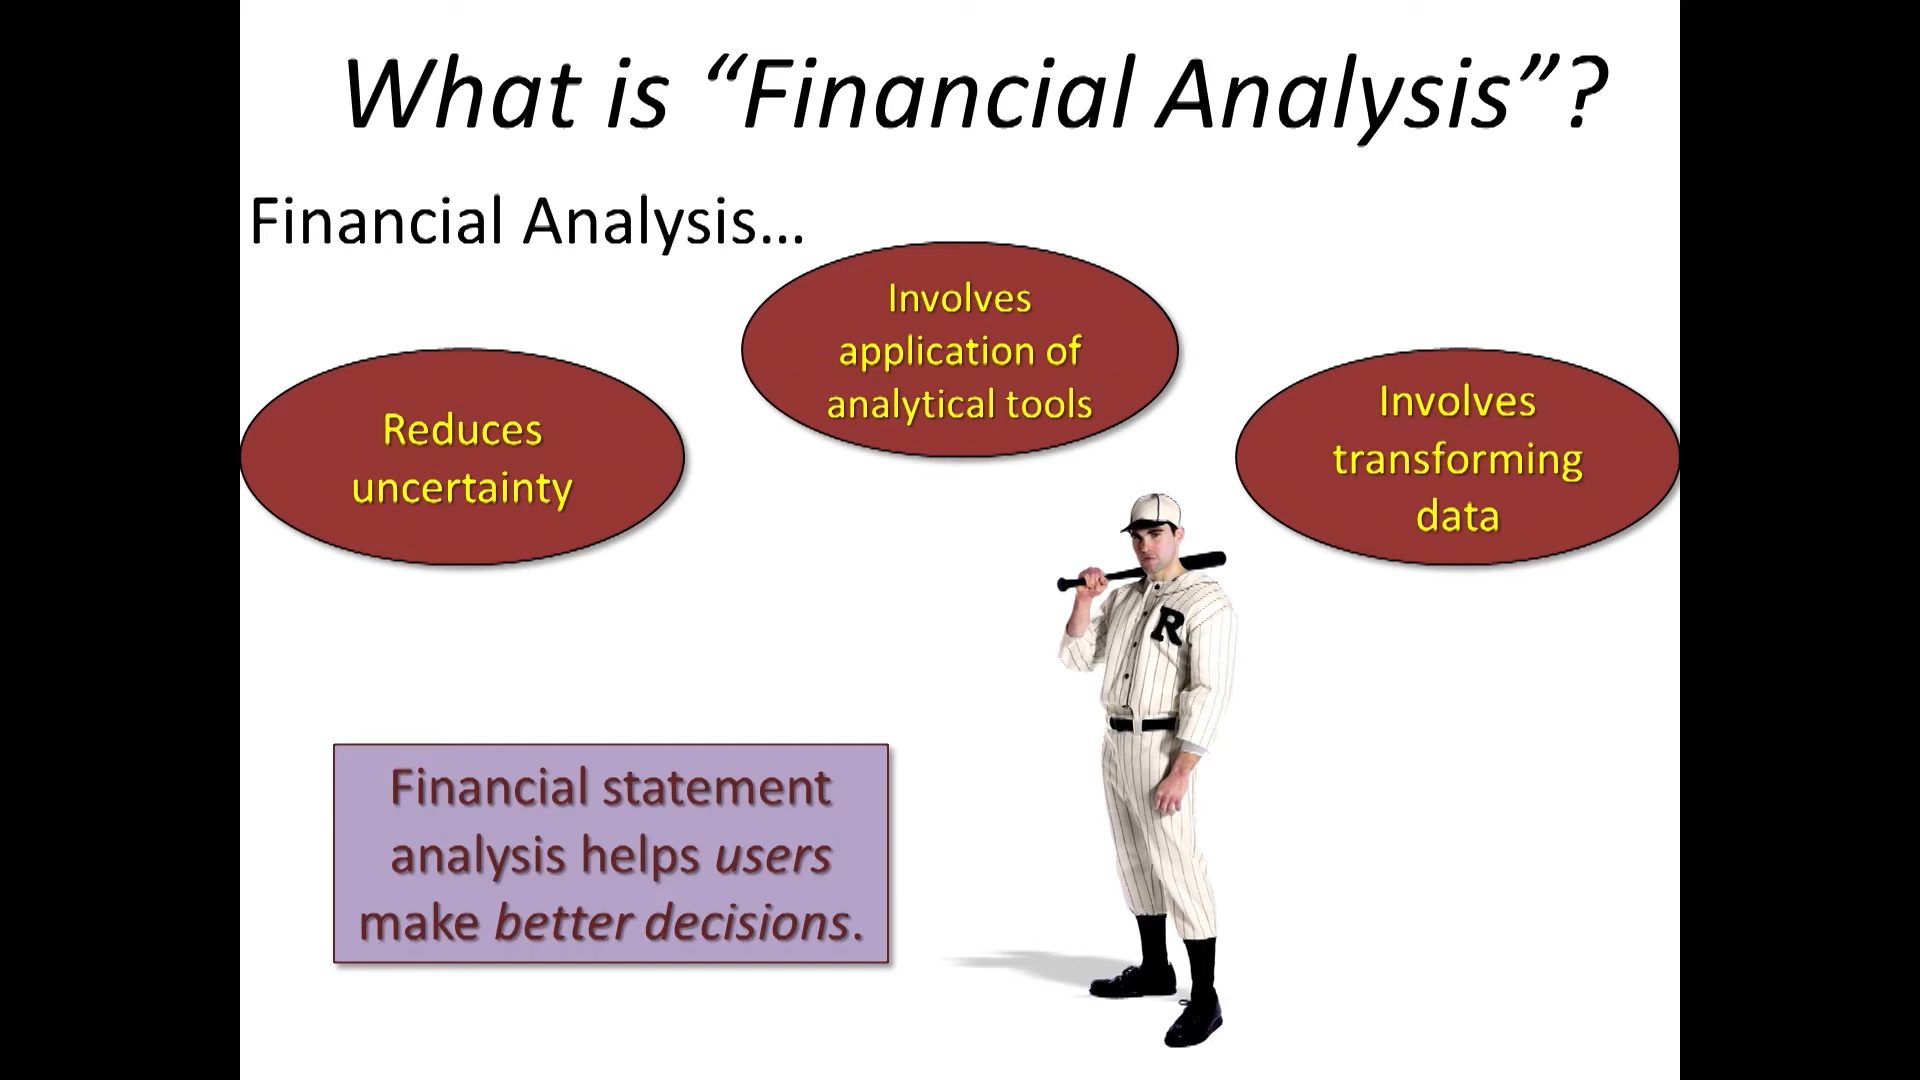 What is “Financial Analysis”?
Financial Analysis…
Involves
application of
analytical tools
Reduces
uncertainty
Involves
transforming
data
R
Financial statement
analysis helps users
make better decisions.